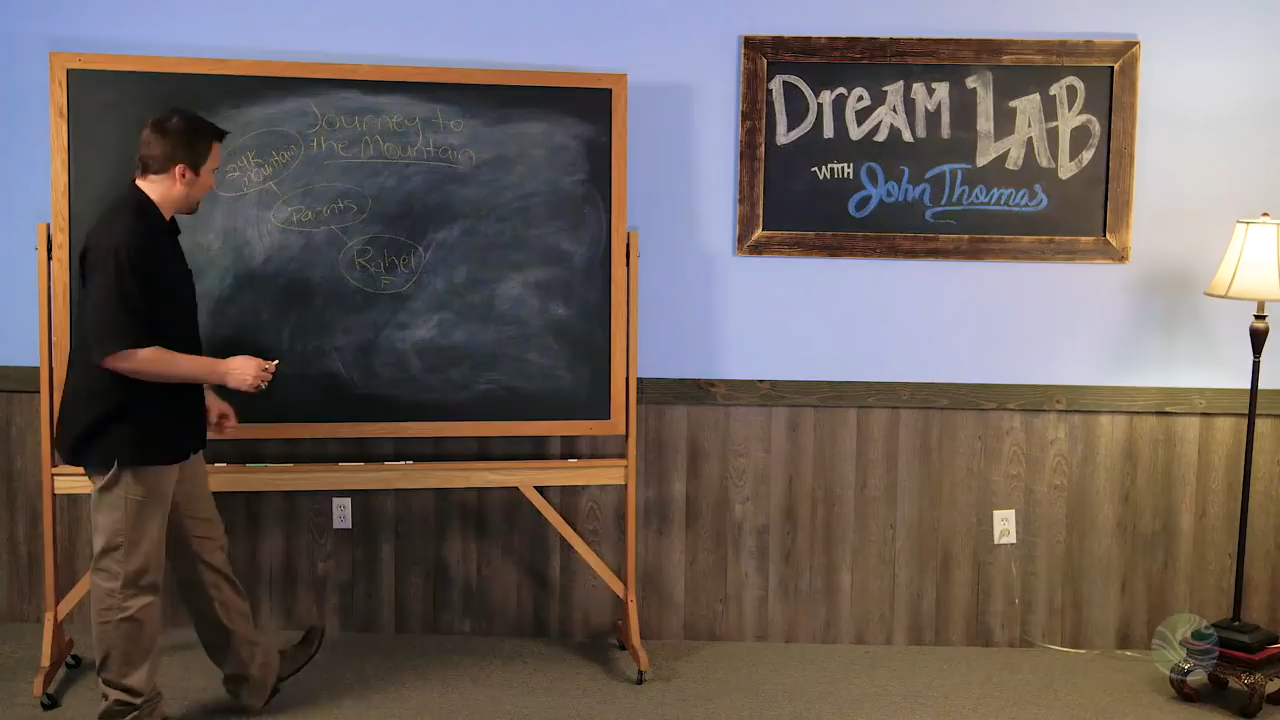 Journey to
the Mountain
24K
Mountain
Parents
Rahel
F
DREAM LAB
WITH
John Thomas